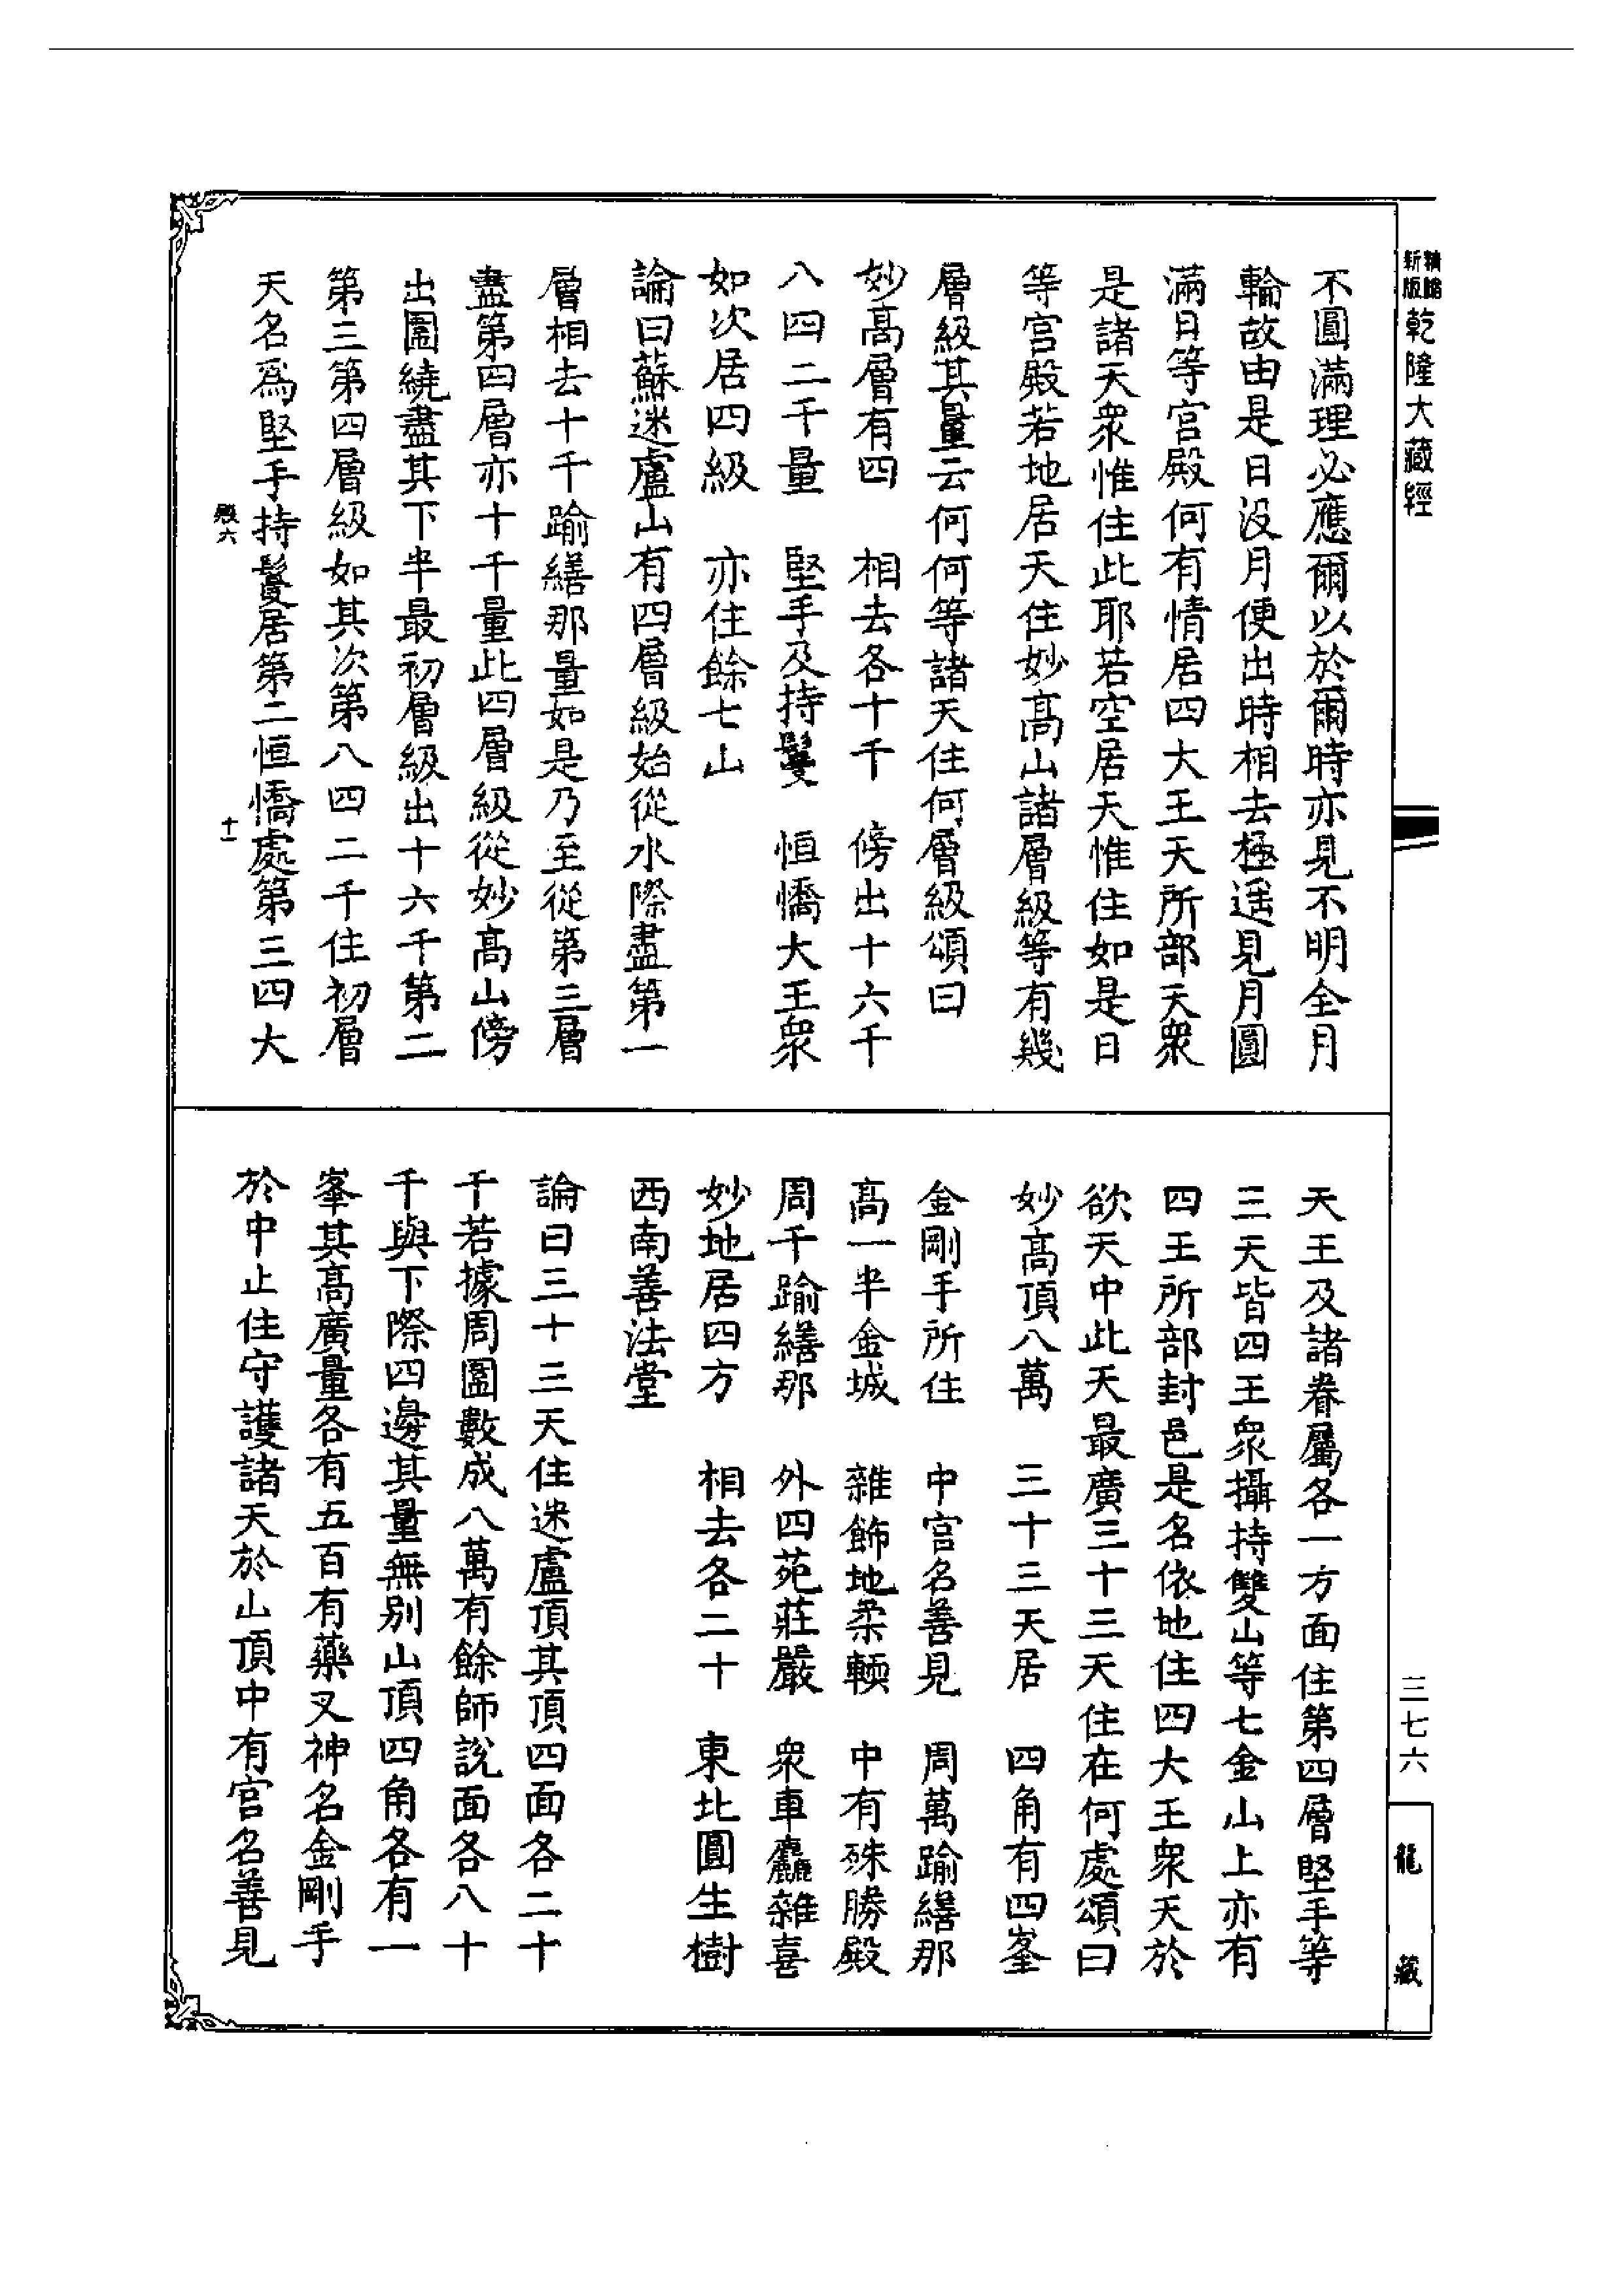 精緻
新版
乾隆大藏經
不圓滿理必應爾以於爾時亦見不明全月
輪故由是日沒月便出時相去極遥見月圓
滿日等宮殿何有情居四大王天所部天衆
是諸天衆惟住此耶若空居天惟住如是日
等宮殿若地居天住妙高山諸層級等有幾
層級其量云何何等諸天住何層級頌曰
妙高層有四　相去各十千　傍出十六千
八四二千量　堅手及持鬘　恒憍大王衆
如次居四級　亦住餘七山
論曰蘇迷盧山有四層級始從水際盡第一
層相去十千踰繕那量如是乃至從第三層
盡第四層亦十千量此四層級從妙高山傍
出圍繞盡其下半最初層級出十六千第二
第三第四層級如其次第八四二千住初層
天名爲堅手持鬘居第二恒憍處第三四大
殿六　十一
天王及諸眷屬各一方面住第四層堅手等
三天皆四王衆攝持雙山等七金山上亦有
四王所部封邑是名依地住四大王衆天於
欲天中此天最廣三十三天住在何處頌曰
妙高頂八萬　三十三天居　四角有四峯
金剛手所住　中宮名善見　周萬踰繕那
高一半金城　雜飾地柔輭　中有殊勝殿
周千踰繕那　外四苑莊嚴　衆車麤雜喜
妙地居四方　相去各二十　東北圓生樹
西南善法堂
論曰三十三天住迷盧頂其頂四面各二十
千若據周圍數成八萬有餘師說面各八十
千與下際四邊其量無別山頂四角各有一
峯其高廣量各有五百有藥叉神名金剛手
於中止住守護諸天於山頂中有宮名善見
三七六
龍藏